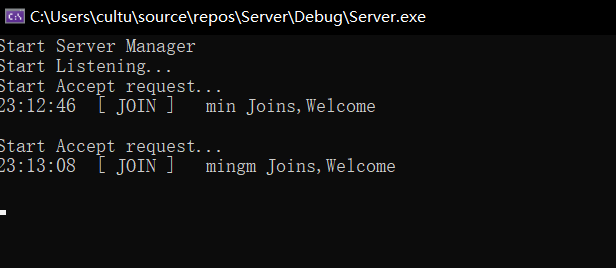 C:\Users\cultu\source\repos\Server\Debug\Server.exe
Start Server Manager
Start Listening...
Start Accept request...
23:12:46 [ JOIN ] min Joins,Welcome
Start Accept request...
23:13:08 [ JOIN ] mingm Joins,Welcome